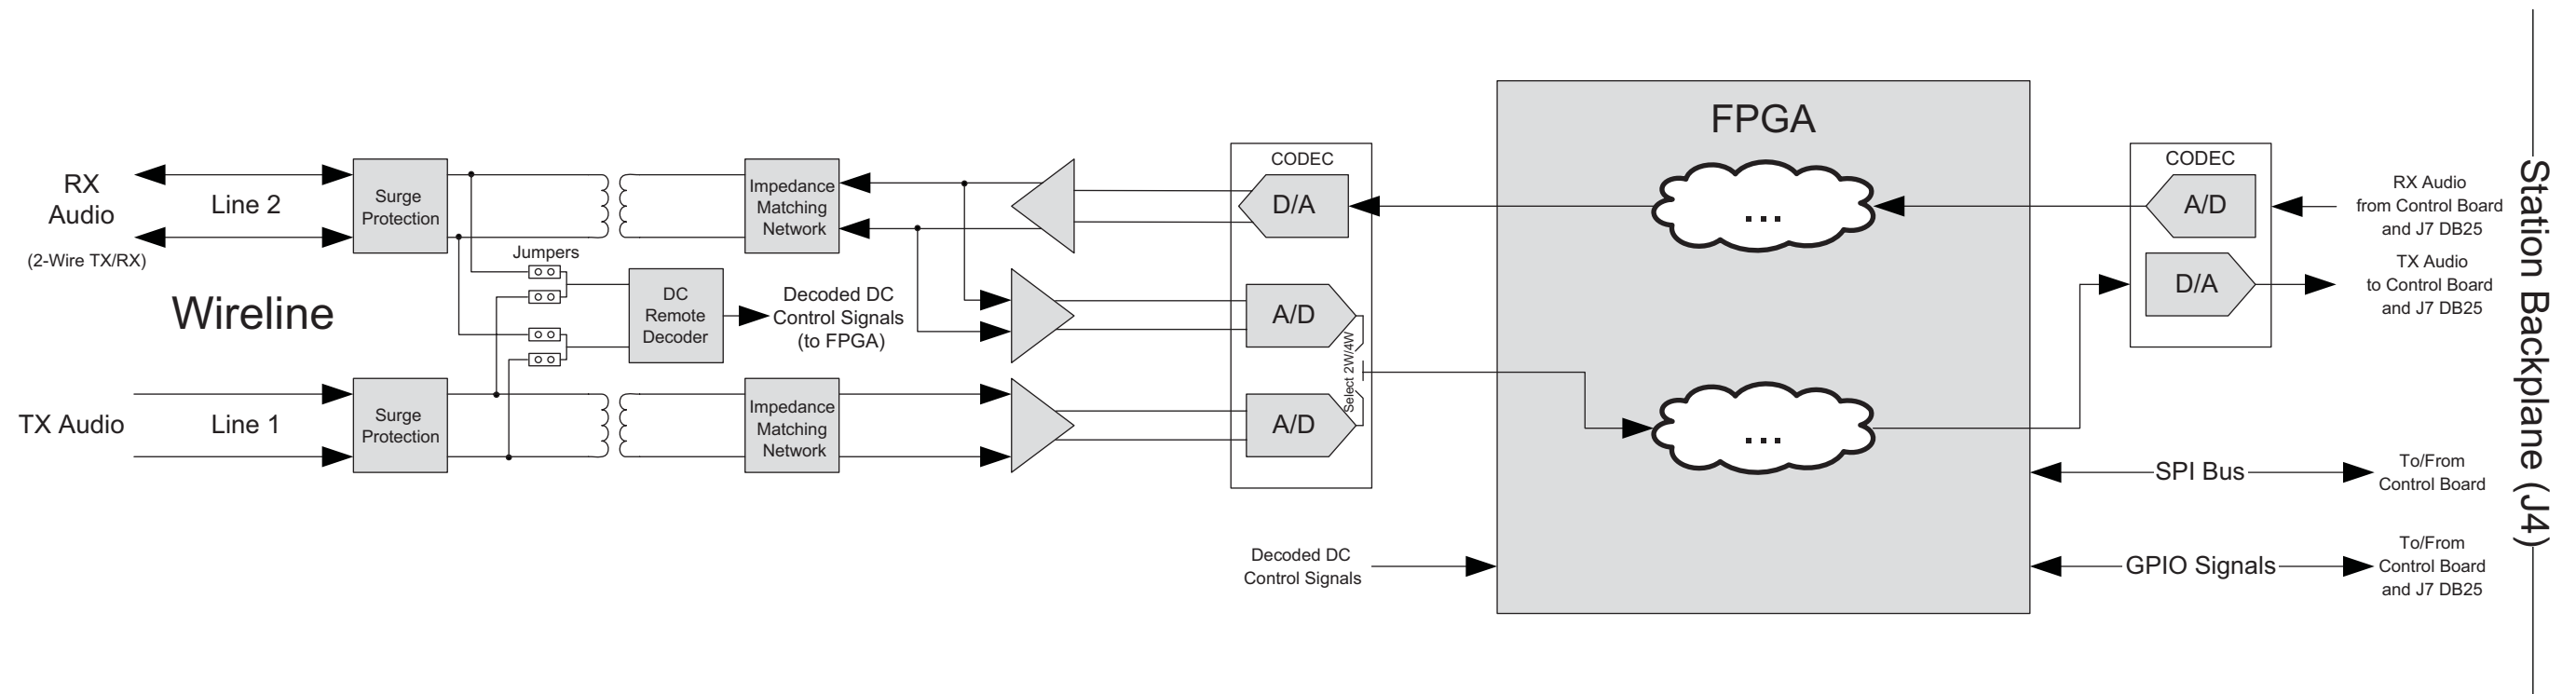 RX
Audio
(2-Wire TX/RX)
Line 2
Surge
Protection
Wireline
TX Audio
Line 1
Surge
Protection
Jumpers
DC
Remote
Decoder
Decoded DC
Control Signals
(to FPGA)
Impedance
Matching
Network
Impedance
Matching
Network
CODEC
D/A
A/D
A/D
Select 2W/4W
FPGA
...
...
Decoded DC
Control Signals
CODEC
A/D
D/A
RX Audio
from Control Board
and J7 DB25
TX Audio
to Control Board
and J7 DB25
SPI Bus
To/From
Control Board
GPIO Signals
To/From
Control Board
and J7 DB25
Station Backplane (J4)